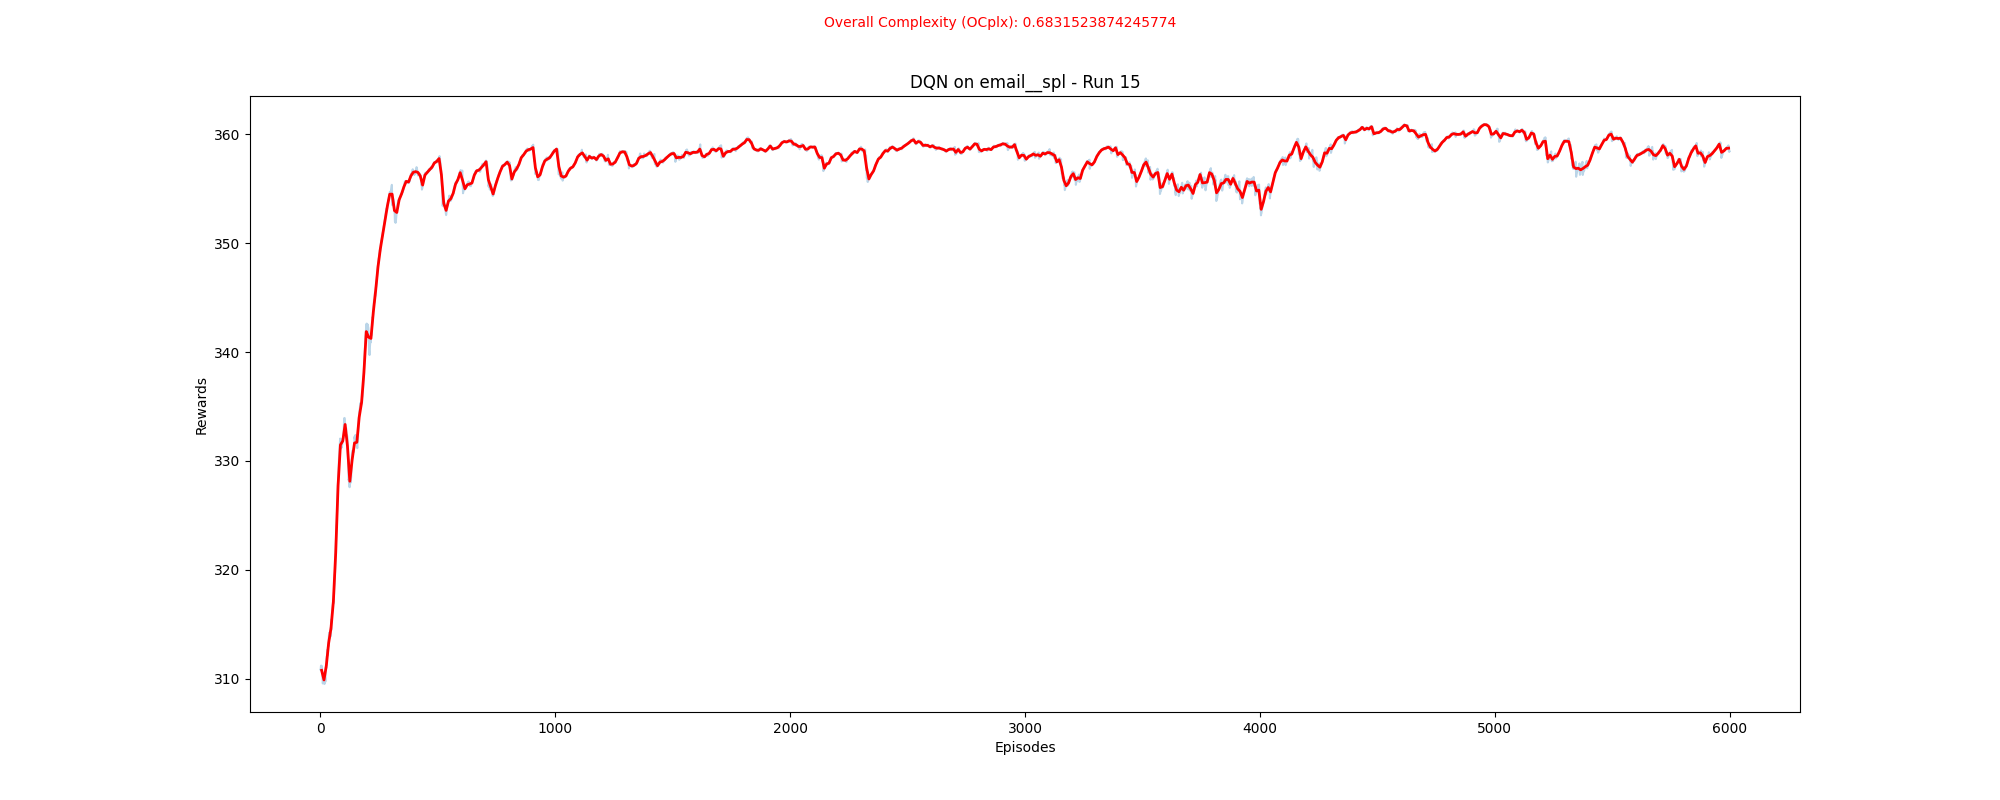 Overall Complexity (OCplx): 0.6831523874245774
DQN on email__spl - Run 15
360
350
340
330
320
310
Rewards
0 1000 2000 3000 4000 5000 6000
Episodes